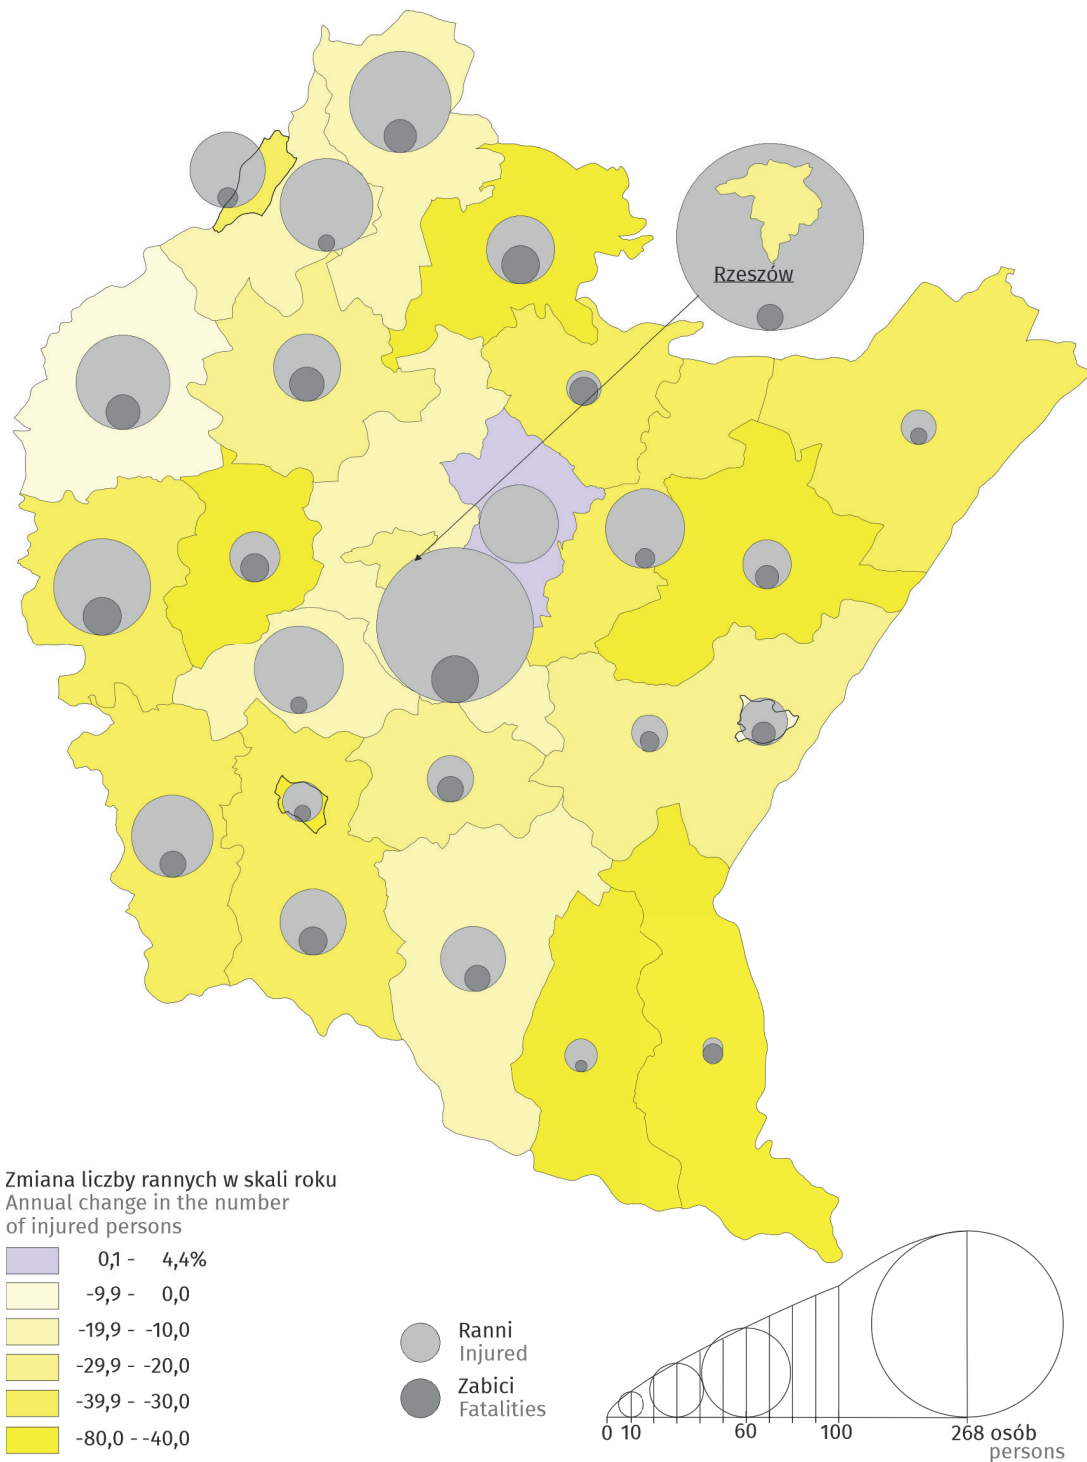 Rzeszów
Zmiana liczby rannych w skali roku
Annual change in the number
of injured persons
0,1 - 4,4%
-9,9 - 0,0
-19,9 - -10,0
-29,9 - -20,0
-39,9 - -30,0
-80,0 - -40,0
Ranni
Injured
Zabici
Fatalities
0 10 60 100 268 osób
persons